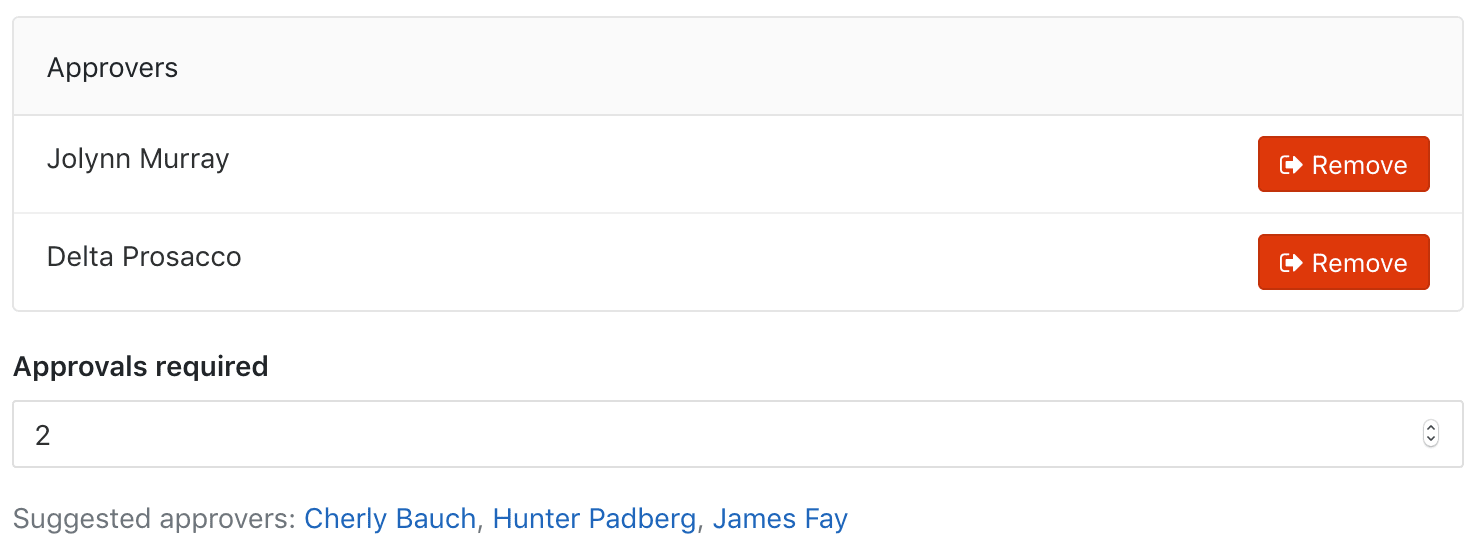 Approvers
Jolynn Murray
Remove
Delta Prosacco
Remove
Approvals required
2
Suggested approvers: Cherly Bauch, Hunter Padberg, James Fay